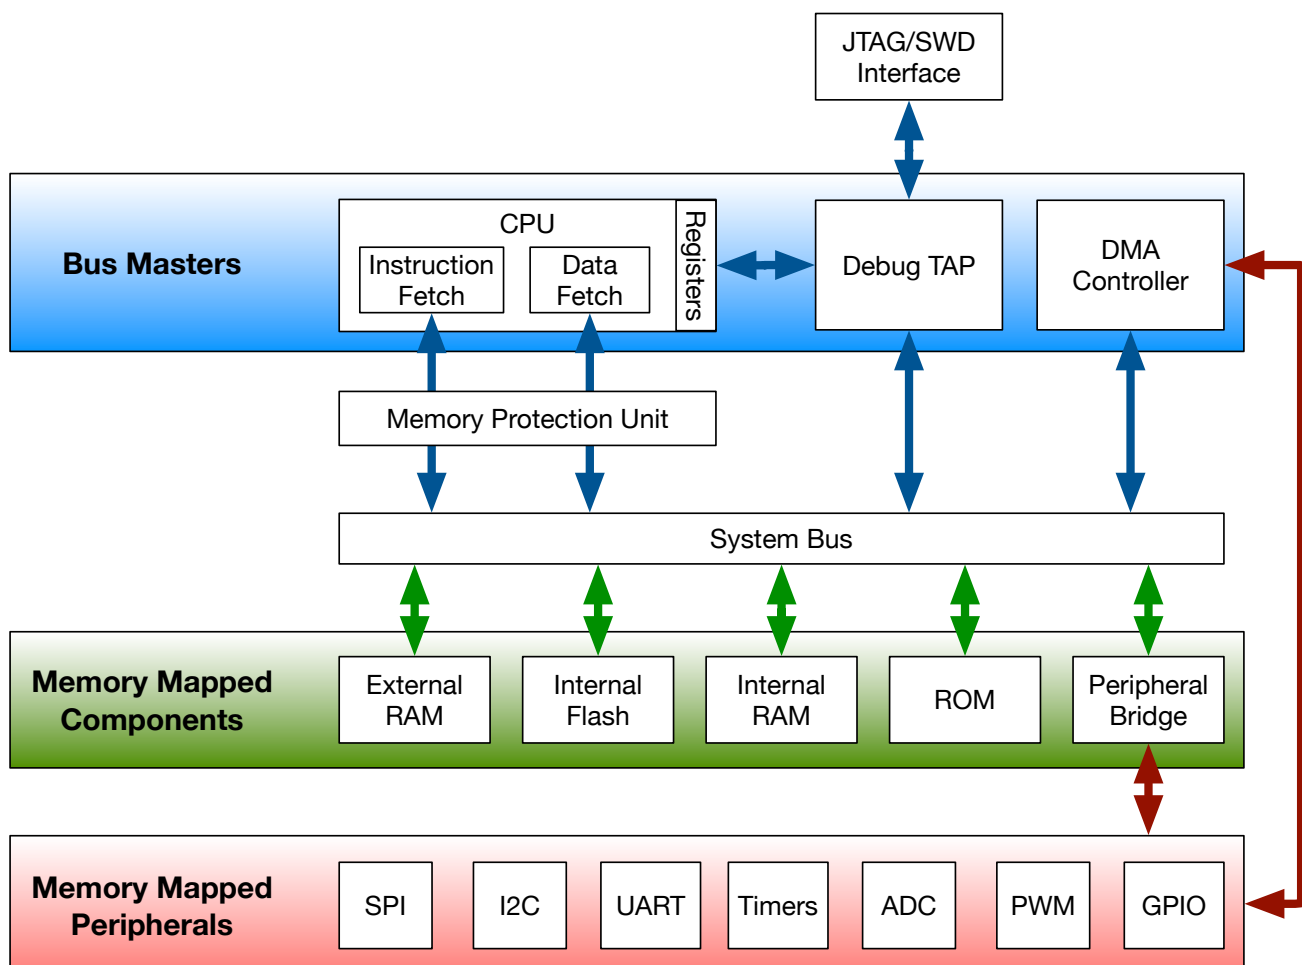 JTAG/SWD
Interface
Bus Masters
CPU
Registers
Instruction
Fetch
Data
Fetch
Debug TAP
DMA
Controller
Memory Protection Unit
System Bus
Memory Mapped
Components
External
RAM
Internal
Flash
Internal
RAM
ROM
Peripheral
Bridge
Memory Mapped
Peripherals
SPI
I2C
UART
Timers
ADC
PWM
GPIO